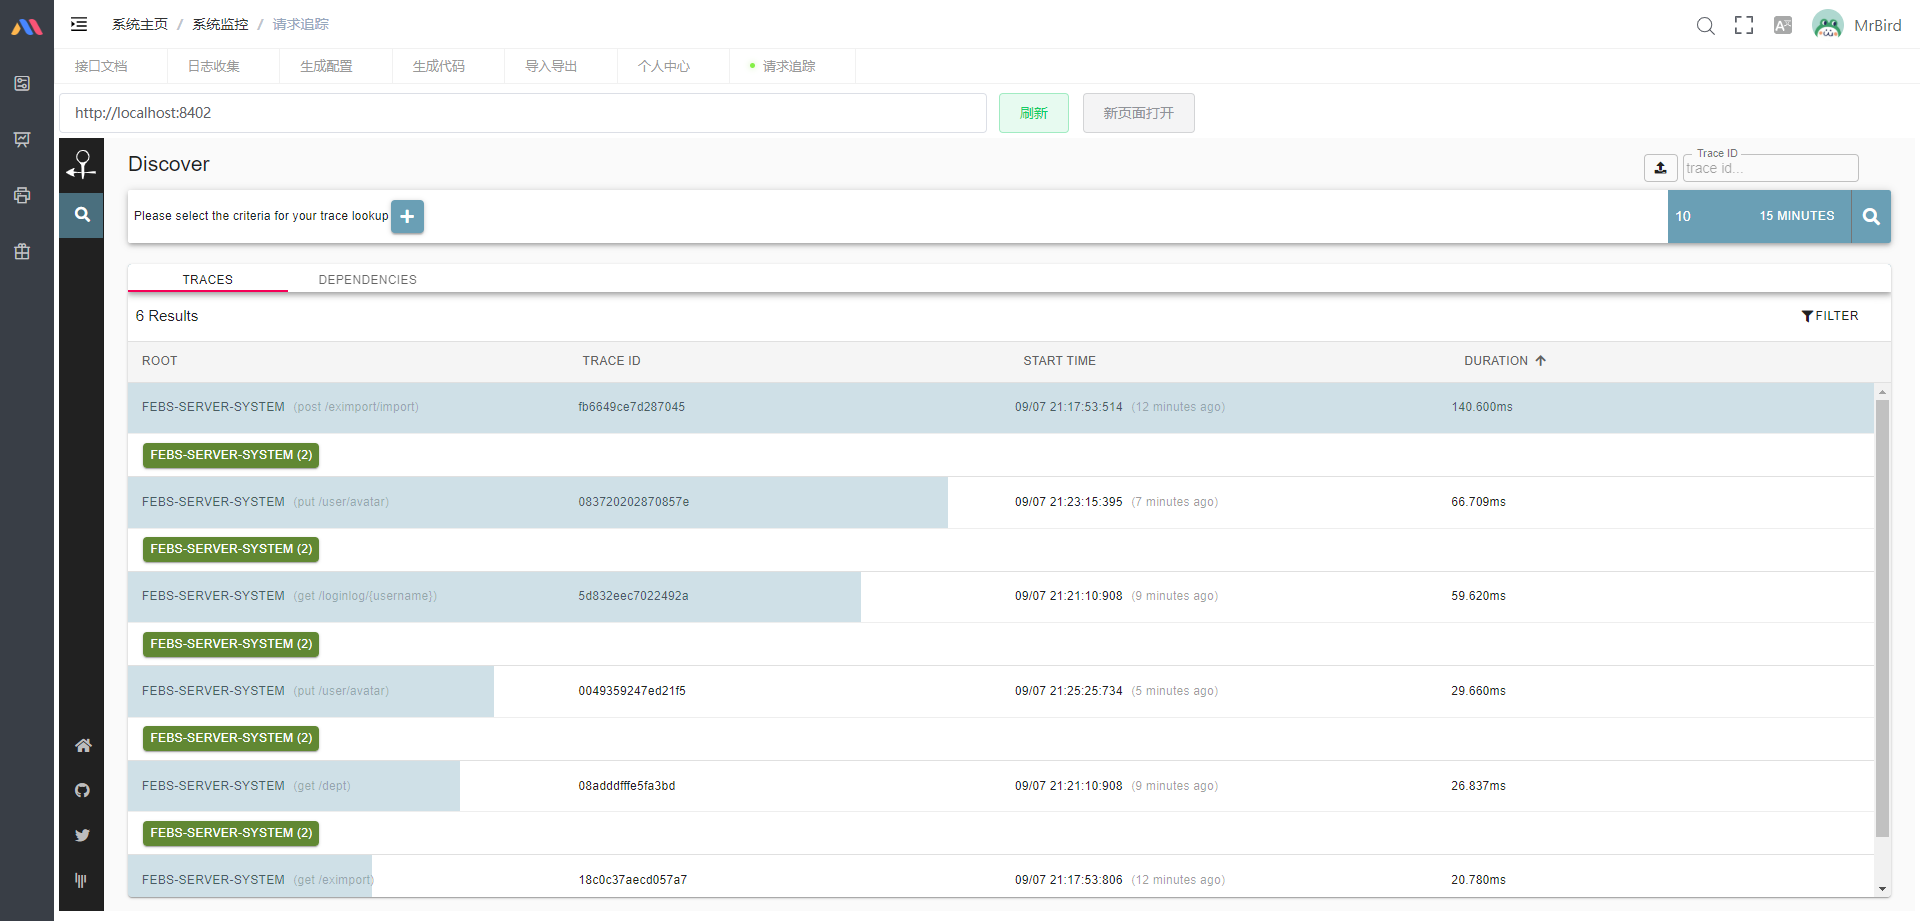 系统主页 / 系统监控 / 请求追踪
MrBird
接口文档 日志收集 生成配置 生成代码 导入导出 个人中心 请求追踪
http://localhost:8402 刷新 新页面打开
Discover
Trace ID
trace id...
Please select the criteria for your trace lookup
10 15 MINUTES
TRACES DEPENDENCIES
6 Results FILTER
ROOT TRACE ID START TIME DURATION
FEBS-SERVER-SYSTEM (post /eximport/import) fb6649ce7d287045 09/07 21:17:53:514 (12 minutes ago) 140.600ms
FEBS-SERVER-SYSTEM (2)
FEBS-SERVER-SYSTEM (put /user/avatar) 083720202870857e 09/07 21:23:15:395 (7 minutes ago) 66.709ms
FEBS-SERVER-SYSTEM (2)
FEBS-SERVER-SYSTEM (get /loginlog/{username}) 5d832eec7022492a 09/07 21:21:10:908 (9 minutes ago) 59.620ms
FEBS-SERVER-SYSTEM (2)
FEBS-SERVER-SYSTEM (put /user/avatar) 0049359247ed21f5 09/07 21:25:25:734 (5 minutes ago) 29.660ms
FEBS-SERVER-SYSTEM (2)
FEBS-SERVER-SYSTEM (get /dept) 08adddfffe5fa3bd 09/07 21:21:10:908 (9 minutes ago) 26.837ms
FEBS-SERVER-SYSTEM (2)
FEBS-SERVER-SYSTEM (get /eximport) 18c0c37aecd057a7 09/07 21:17:53:806 (12 minutes ago) 20.780ms